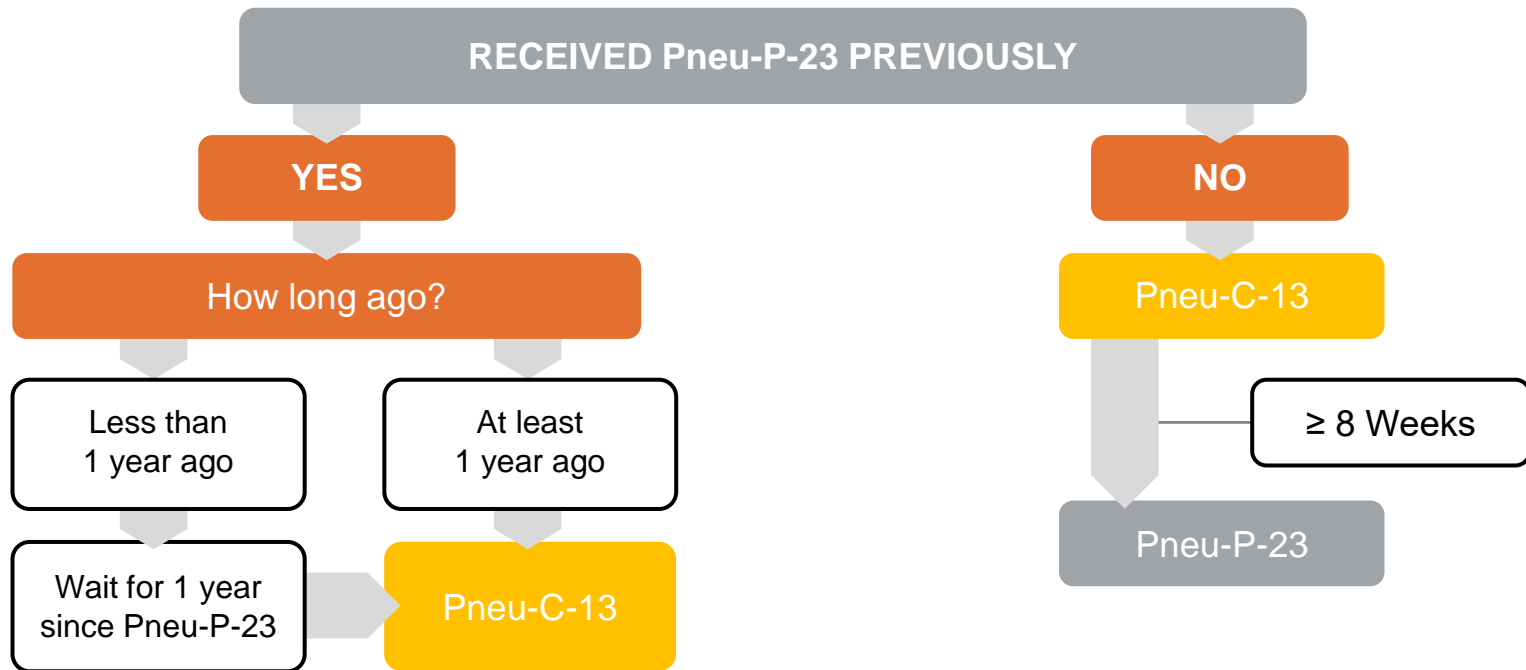 RECEIVED Pneu-P-23 PREVIOUSLY
YES
NO
How long ago?
Pneu-C-13
Less than
1 year ago
At least
1 year ago
≥ 8 Weeks
Wait for 1 year
since Pneu-P-23
Pneu-C-13
Pneu-P-23